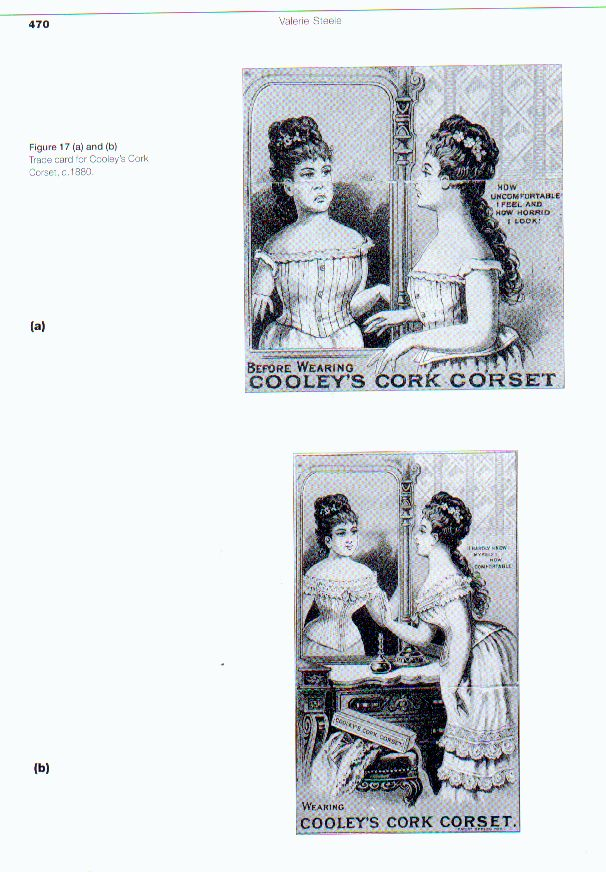 470
Valerie Steele
Figure 17 (a) and (b)
Trade card for Cooley's Cork
Corset, c.1880.
(a)
HOW
UNCOMFORTABLE
I FEEL AND
HOW HORRID
I LOOK!
BEFORE WEARING
COOLEY'S CORK CORSET
(b)
I HARDLY KNOW
MYSELF!
HOW
COMFORTABLE
COOLEY'S CORK CORSET
WEARING
COOLEY'S CORK CORSET.